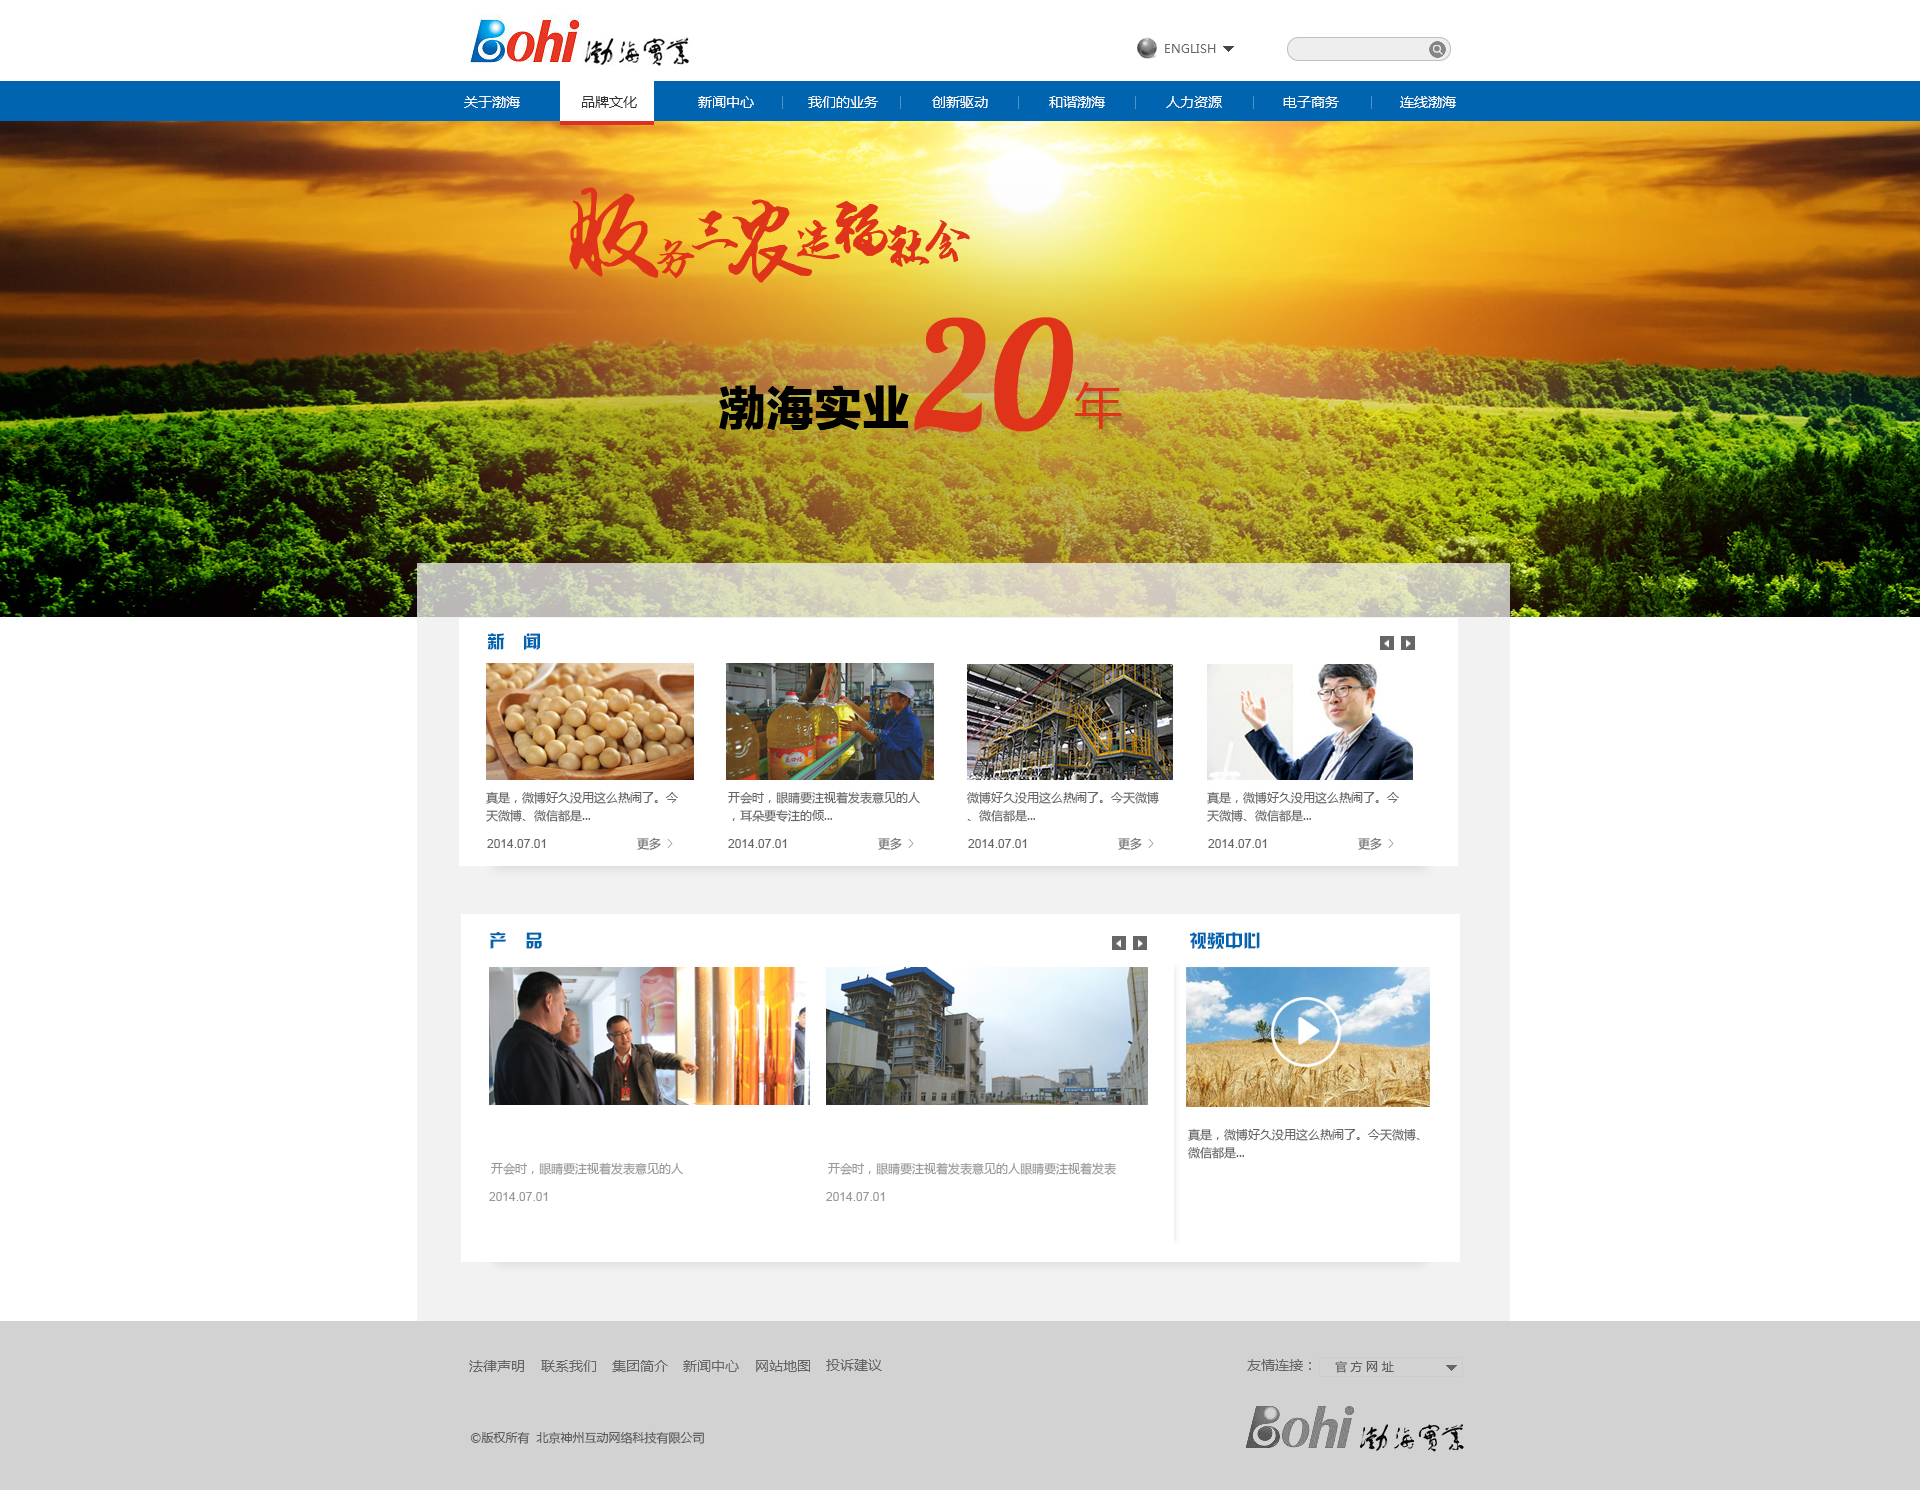 Bohi 渤海實業
ENGLISH
关于渤海 品牌文化 新闻中心 我们的业务 创新驱动 和谐渤海 人力资源 电子商务 连线渤海
服务三农造福社会
渤海实业20年
新 闻
真是，微博好久没用这么热闹了。今
天微博、微信都是...
2014.07.01 更多
开会时，眼睛要注视着发表意见的人
，耳朵要专注的倾...
2014.07.01 更多
微博好久没用这么热闹了。今天微博
、微信都是...
2014.07.01 更多
真是，微博好久没用这么热闹了。今
天微博、微信都是...
2014.07.01 更多
产 品
开会时，眼睛要注视着发表意见的人
2014.07.01
开会时，眼睛要注视着发表意见的人眼睛要注视着发表
2014.07.01
视频中心
真是，微博好久没用这么热闹了。今天微博、
微信都是...
法律声明 联系我们 集团简介 新闻中心 网站地图 投诉建议
友情连接： 官方网址
©版权所有 北京神州互动网络科技有限公司
Bohi 渤海實業